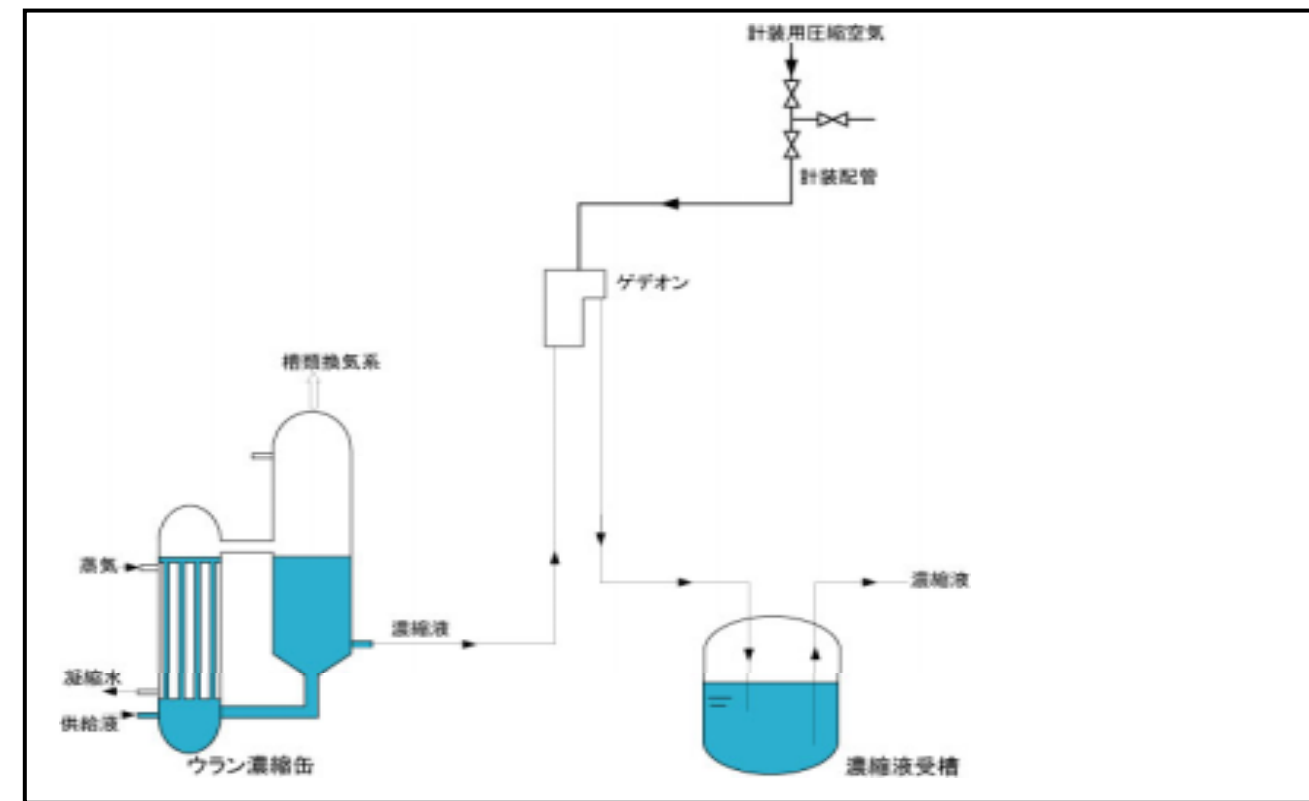 計装用圧縮空気
計装配管
ゲデオン
槽類換気系
蒸気
濃縮液
濃縮液
凝縮水
供給液
ウラン濃縮缶
濃縮液受槽